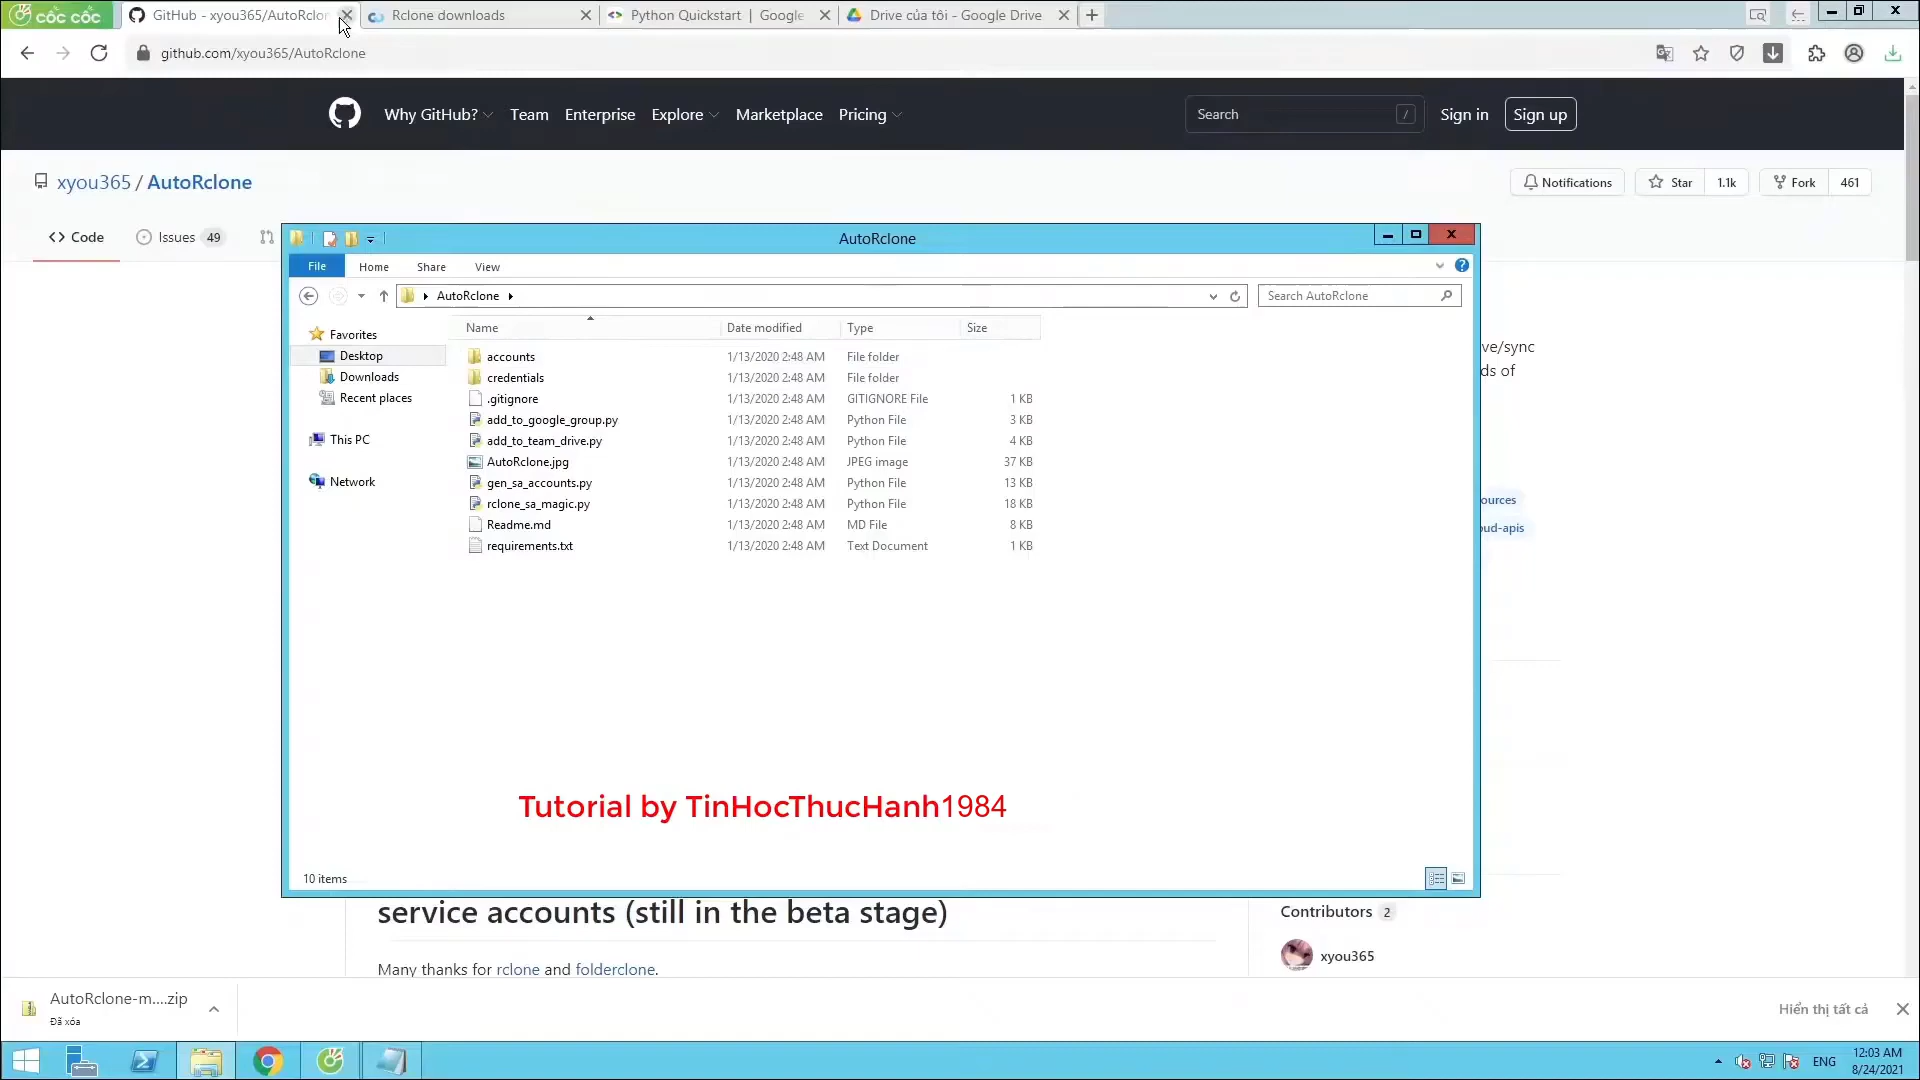 cốc cốc
GitHub - xyou365/AutoRclon
Rclone downloads
Python Quickstart | Google
Drive của tôi - Google Drive
github.com/xyou365/AutoRclone
Why GitHub?
Team
Enterprise
Explore
Marketplace
Pricing
Search
/
Sign in
Sign up
xyou365 / AutoRclone
Notifications
Star
1.1k
Fork
461
Code
Issues 49
AutoRclone
File
Home
Share
View
AutoRclone
Search AutoRclone
Name
Date modified
Type
Size
Favorites
Desktop
Downloads
Recent places
This PC
Network
accounts 1/13/2020 2:48 AM File folder
credentials 1/13/2020 2:48 AM File folder
.gitignore 1/13/2020 2:48 AM GITIGNORE File 1 KB
add_to_google_group.py 1/13/2020 2:48 AM Python File 3 KB
add_to_team_drive.py 1/13/2020 2:48 AM Python File 4 KB
AutoRclone.jpg 1/13/2020 2:48 AM JPEG image 37 KB
gen_sa_accounts.py 1/13/2020 2:48 AM Python File 13 KB
rclone_sa_magic.py 1/13/2020 2:48 AM Python File 18 KB
Readme.md 1/13/2020 2:48 AM MD File 8 KB
requirements.txt 1/13/2020 2:48 AM Text Document 1 KB
ve/sync
ds of
ources
oud-apis
Tutorial by TinHocThucHanh1984
10 items
service accounts (still in the beta stage)
Many thanks for rclone and folderclone.
Contributors 2
xyou365
AutoRclone-m....zip
Đã xóa
Hiển thị tất cả
ENG
12:03 AM
8/24/2021